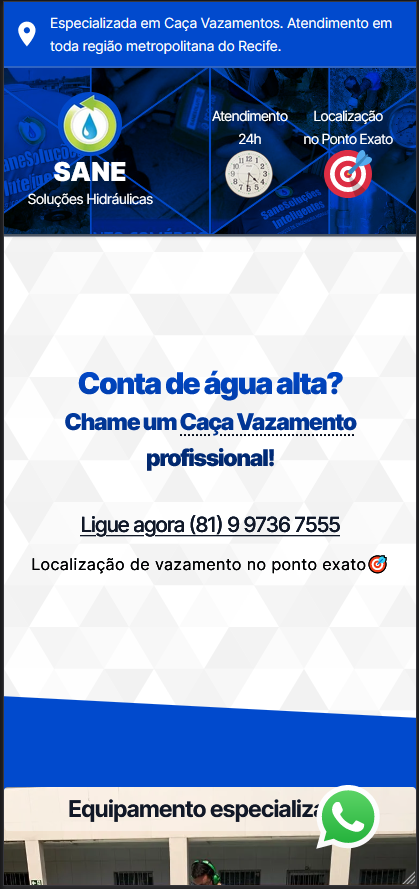 Especializada em Caça Vazamentos. Atendimento em
toda região metropolitana do Recife.
SANE
Soluções Hidráulicas
Atendimento
24h
Localização
no Ponto Exato
SaneSoluções
Inteligentes
Conta de água alta?
Chame um Caça Vazamento
profissional!
Ligue agora (81) 9 9736 7555
Localização de vazamento no ponto exato🎯
Equipamento especializa